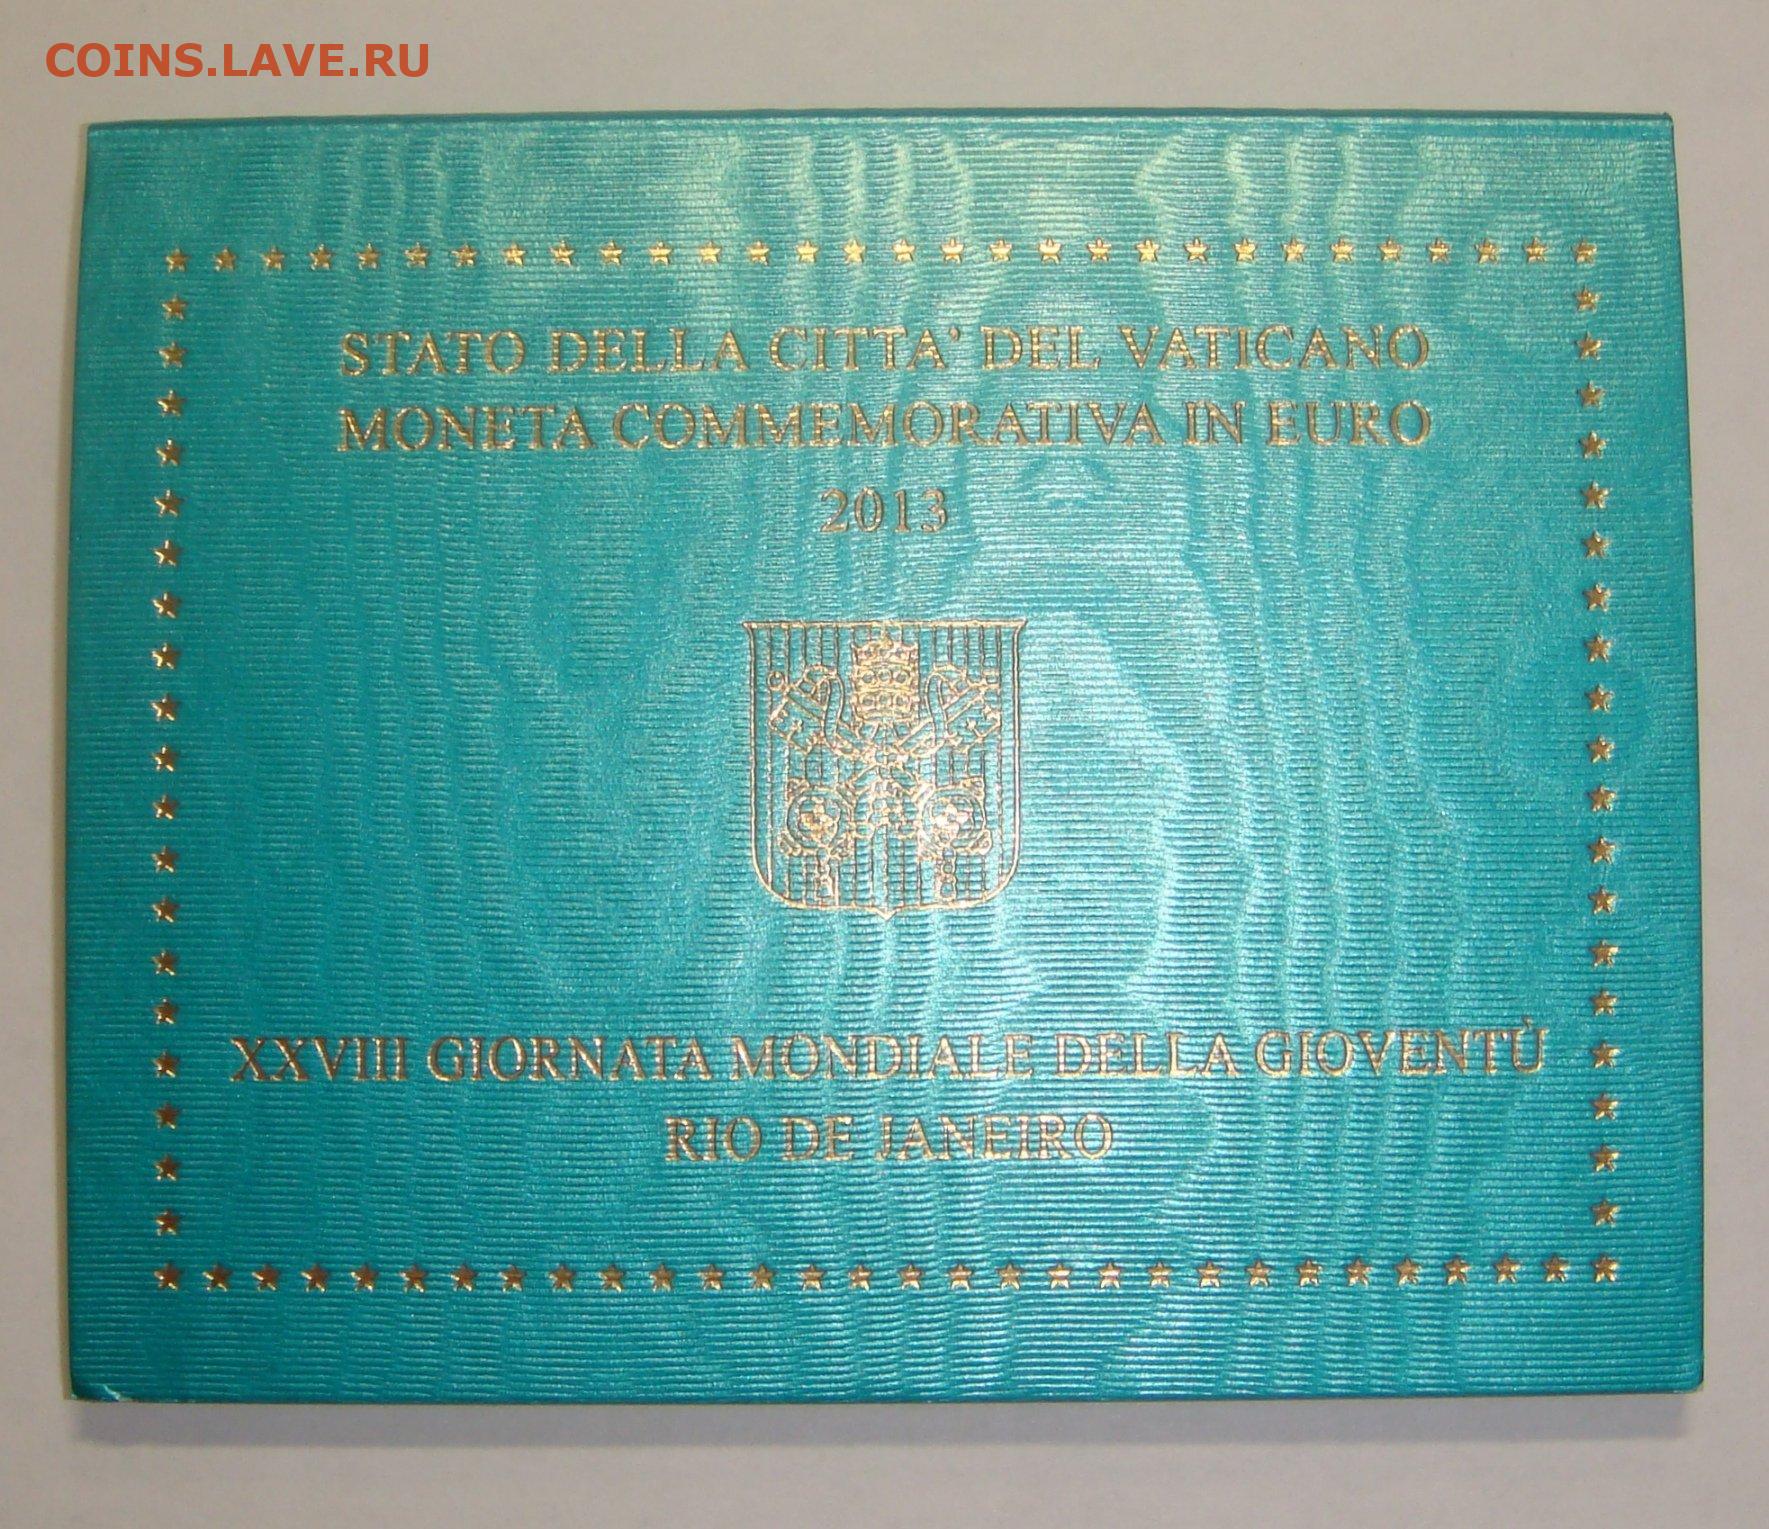 COINS.LAVE.RU
STATO DELLA CITTA' DEL VATICANO
MONETA COMMEMORATIVA IN EURO
2013
XXVIII GIORNATA MONDIALE DELLA GIOVENTÙ
RIO DE JANEIRO